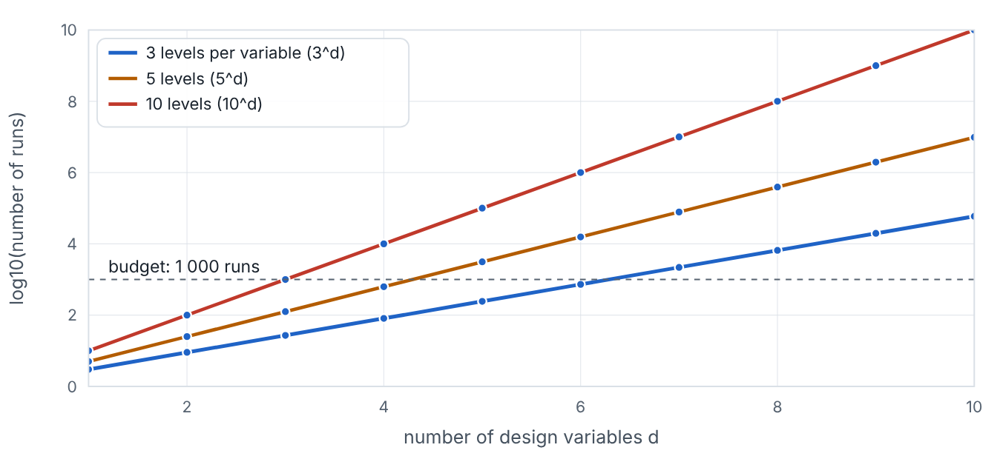 10
8
6
4
2
0
log10(number of runs)
3 levels per variable (3^d)
5 levels (5^d)
10 levels (10^d)
budget: 1 000 runs
2
4
6
8
10
number of design variables d